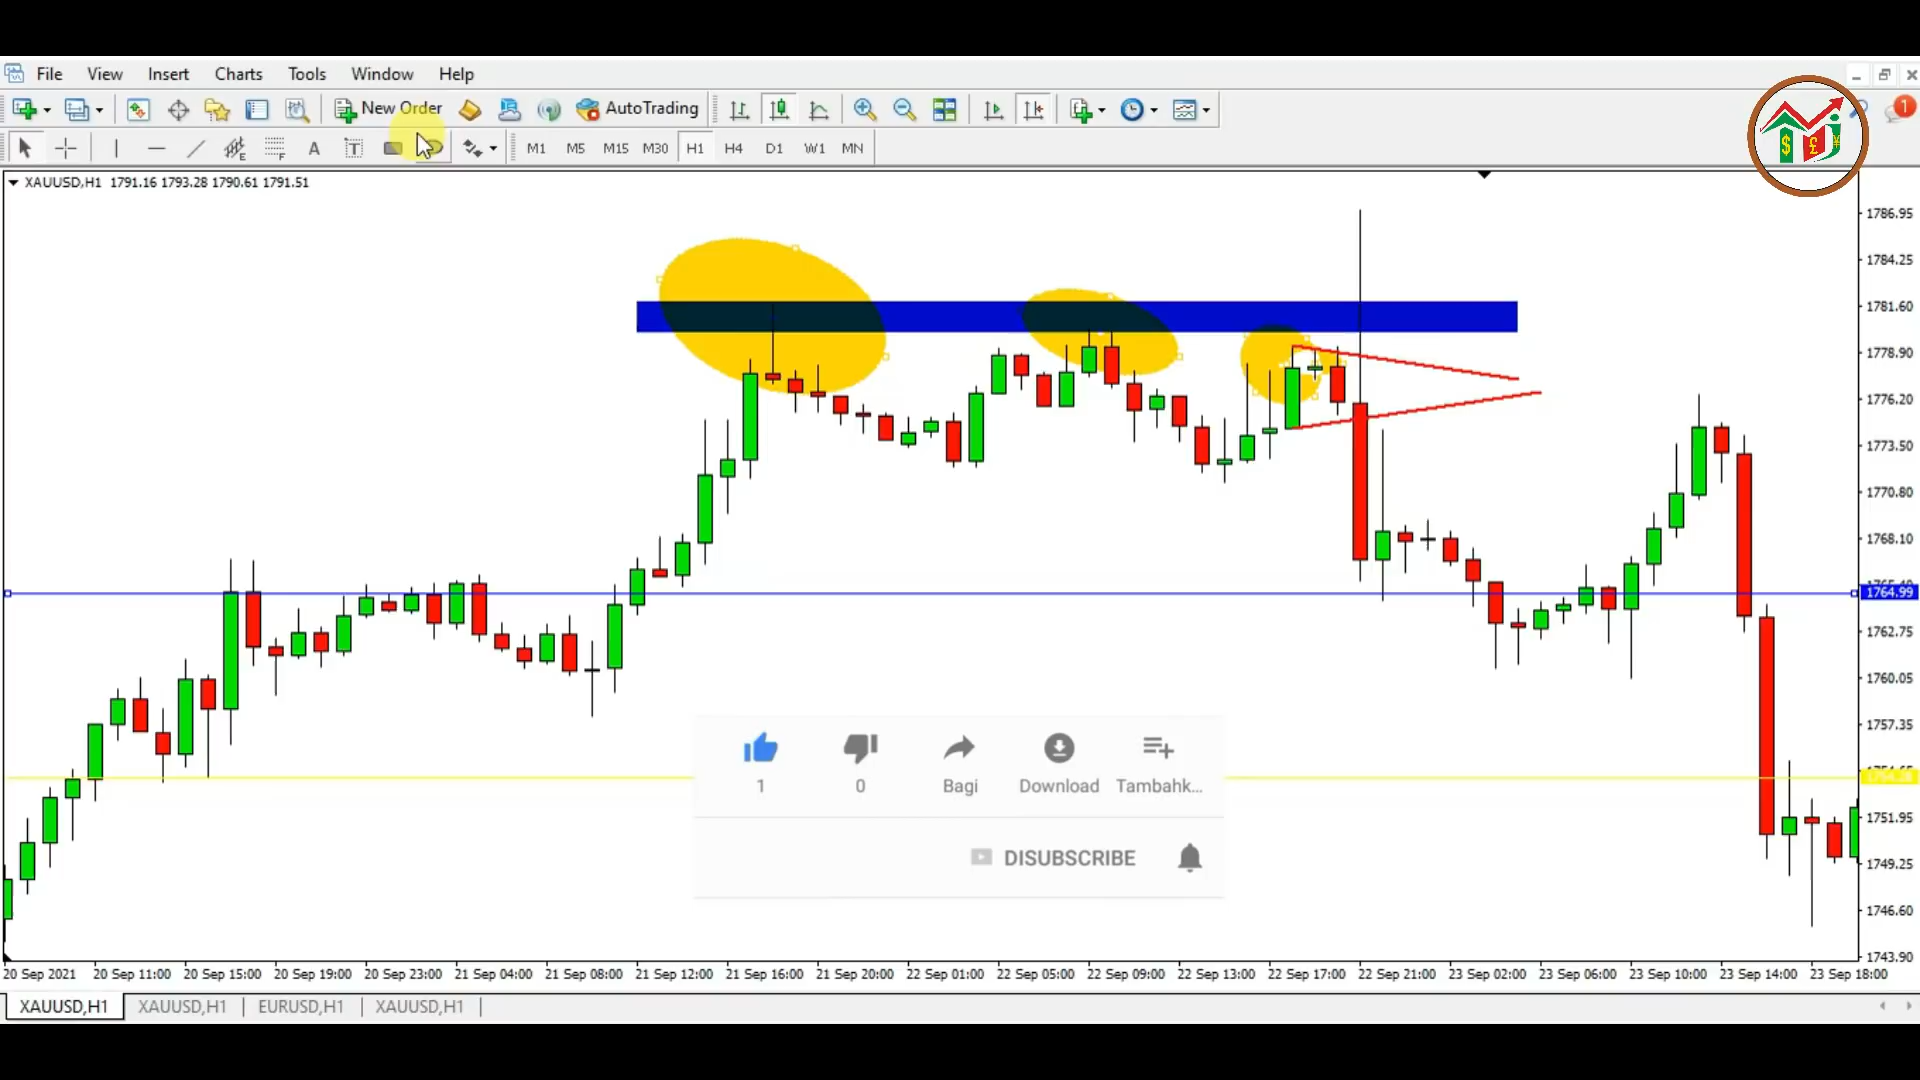 File View Insert Charts Tools Window Help
New Order AutoTrading 1
A T M1 M5 M15 M30 H1 H4 D1 W1 MN
XAUUSD,H1 1791.16 1793.28 1790.61 1791.51
1786.95
1784.25
1781.60
1778.90
1776.20
1773.50
1770.80
1768.10
1764.99
1762.75
1760.05
1757.35
1751.95
1749.25
1746.60
1743.90
1 0 Bagi Download Tambahk...
DISUBSCRIBE
20 Sep 2021 20 Sep 11:00 20 Sep 15:00 20 Sep 19:00 20 Sep 23:00 21 Sep 04:00 21 Sep 08:00 21 Sep 12:00 21 Sep 16:00 21 Sep 20:00 22 Sep 01:00 22 Sep 05:00 22 Sep 09:00 22 Sep 13:00 22 Sep 17:00 22 Sep 21:00 23 Sep 02:00 23 Sep 06:00 23 Sep 10:00 23 Sep 14:00 23 Sep 18:00
XAUUSD,H1 XAUUSD,H1 EURUSD,H1 XAUUSD,H1